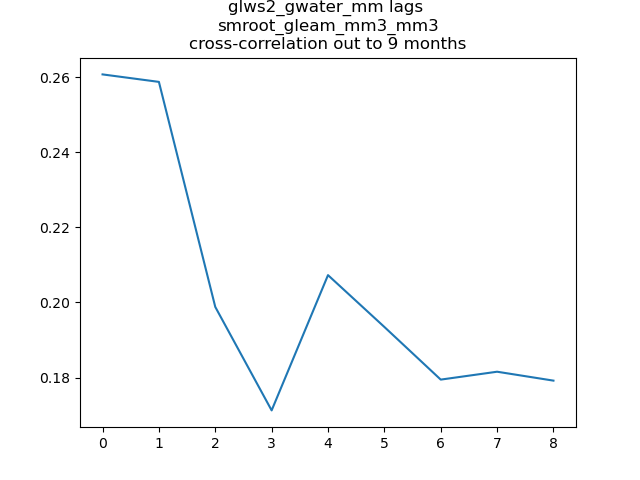 glws2_gwater_mm lags
smroot_gleam_mm3_mm3
cross-correlation out to 9 months
0.26
0.24
0.22
0.20
0.18
0 1 2 3 4 5 6 7 8